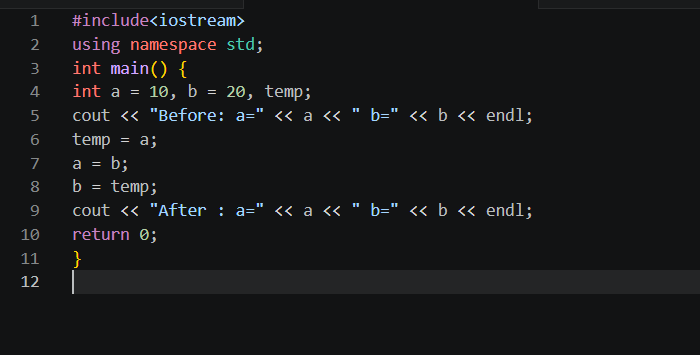 1 #include<iostream>
2 using namespace std;
3 int main() {
4 int a = 10, b = 20, temp;
5 cout << "Before: a=" << a << " b=" << b << endl;
6 temp = a;
7 a = b;
8 b = temp;
9 cout << "After : a=" << a << " b=" << b << endl;
10 return 0;
11 }
12